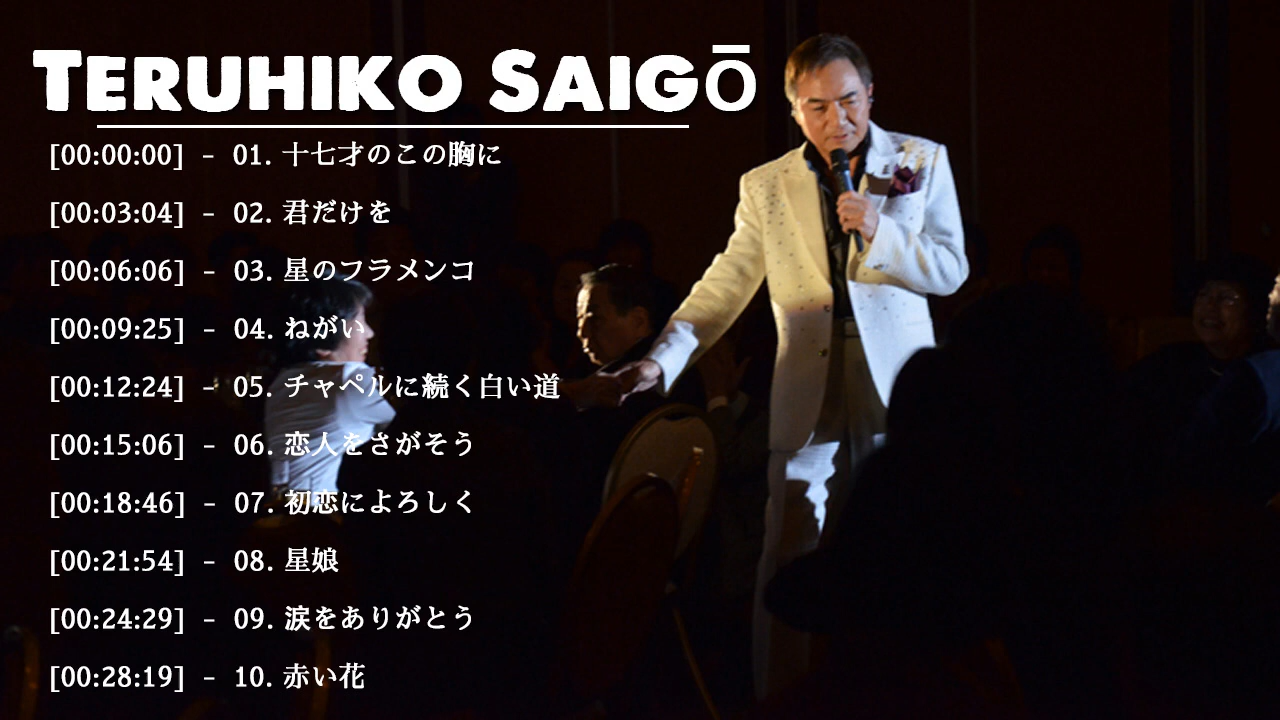 TERUHIKO SAIGŌ
[00:00:00] - 01. 十七才のこの胸に
[00:03:04] - 02. 君だけを
[00:06:06] - 03. 星のフラメンコ
[00:09:25] - 04. ねがい
[00:12:24] - 05. チャペルに続く白い道
[00:15:06] - 06. 恋人をさがそう
[00:18:46] - 07. 初恋によろしく
[00:21:54] - 08. 星娘
[00:24:29] - 09. 涙をありがとう
[00:28:19] - 10. 赤い花